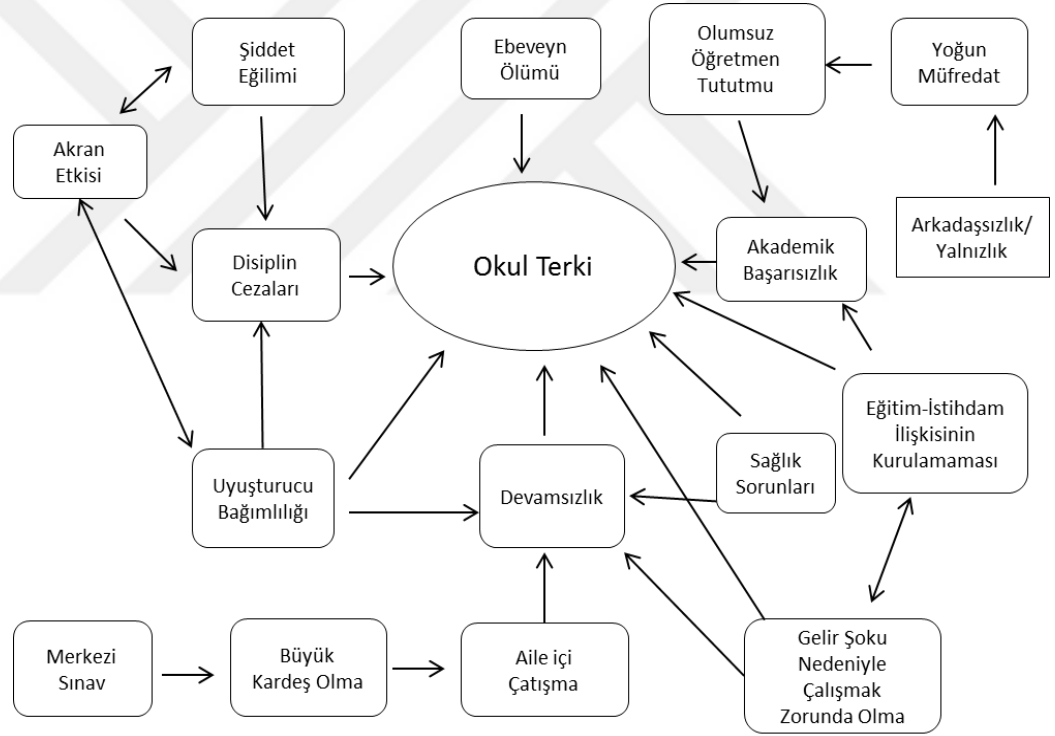 Şiddet
Eğilimi
Ebeveyn
Ölümü
Olumsuz
Öğretmen
Tututmu
Yoğun
Müfredat
Akran
Etkisi
Disiplin
Cezaları
Okul Terki
Akademik
Başarısızlık
Arkadaşsızlık/
Yalnızlık
Uyuşturucu
Bağımlılığı
Devamsızlık
Sağlık
Sorunları
Eğitim-İstihdam
İlişkisinin
Kurulamaması
Merkezi
Sınav
Büyük
Kardeş Olma
Aile içi
Çatışma
Gelir Şoku
Nedeniyle
Çalışmak
Zorunda Olma